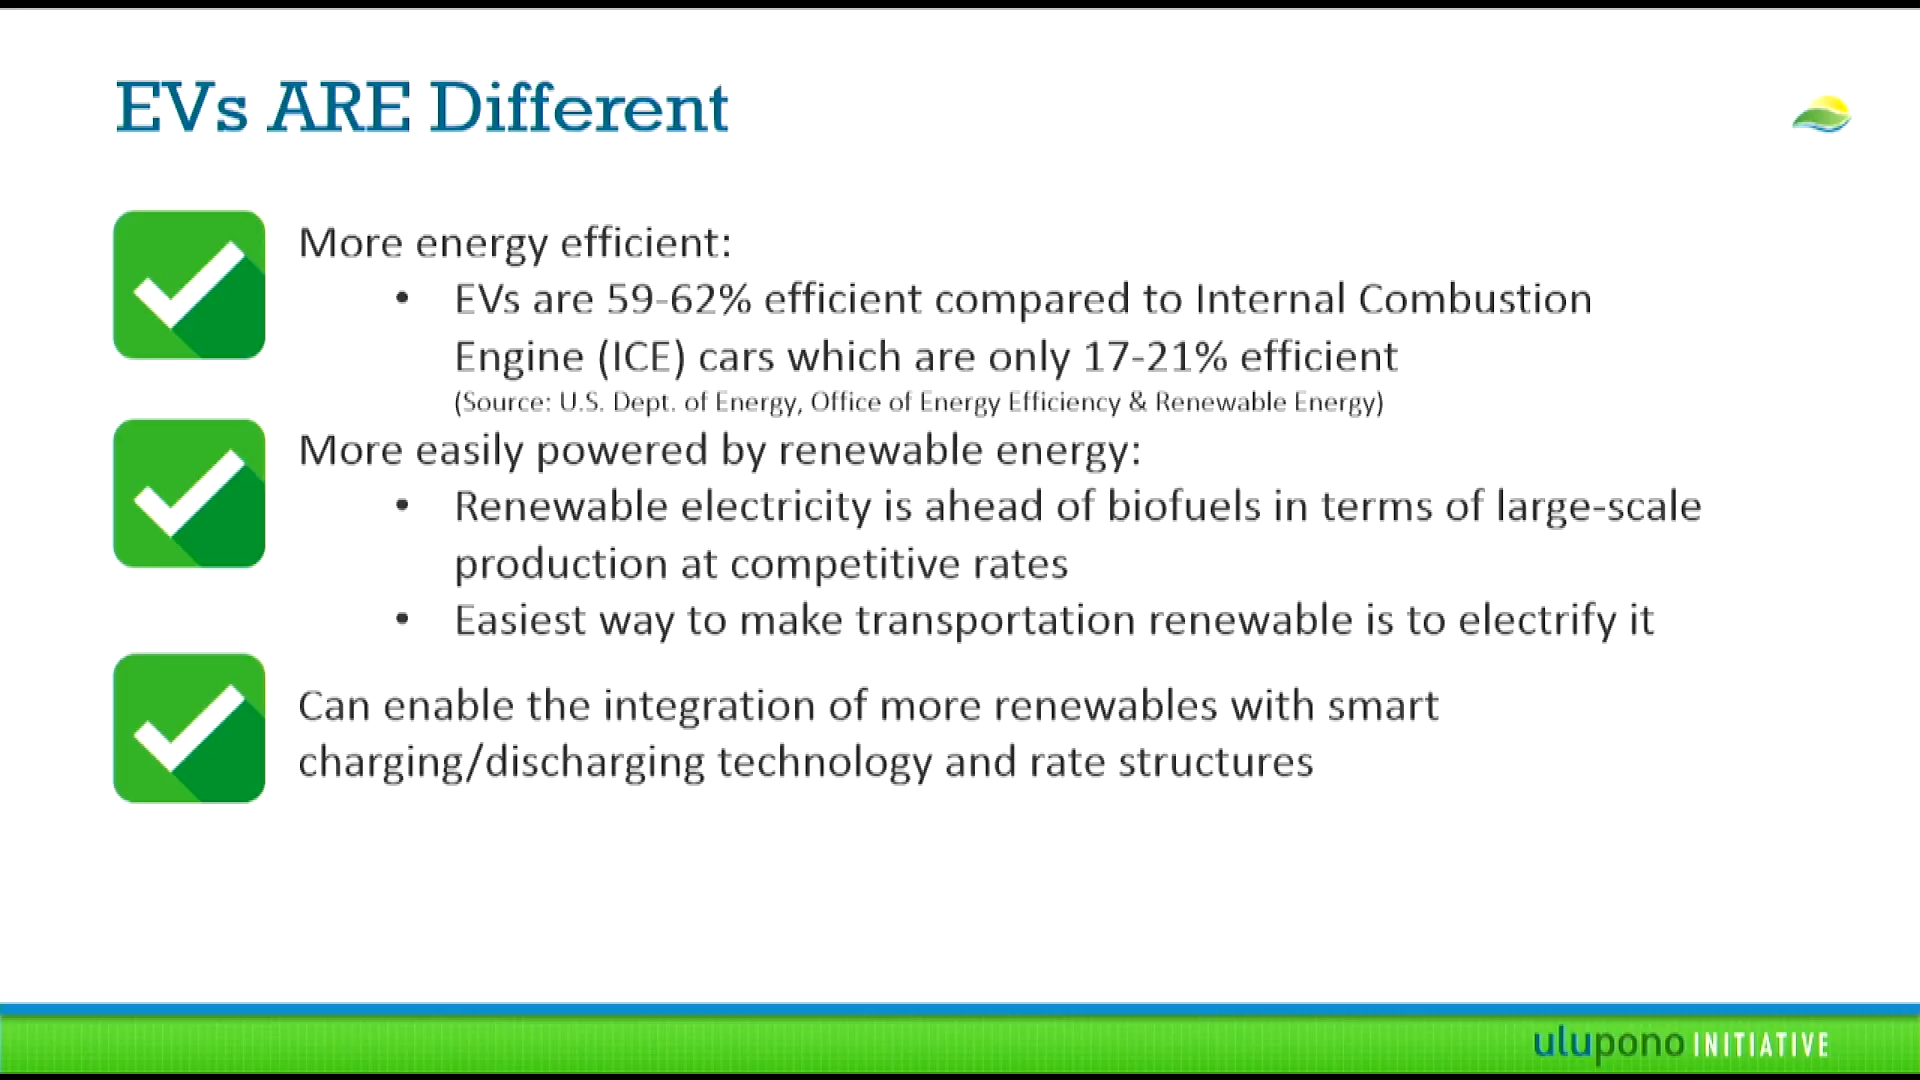 EVs ARE Different
More energy efficient:
• EVs are 59-62% efficient compared to Internal Combustion
Engine (ICE) cars which are only 17-21% efficient
(Source: U.S. Dept. of Energy, Office of Energy Efficiency & Renewable Energy)
More easily powered by renewable energy:
• Renewable electricity is ahead of biofuels in terms of large-scale
production at competitive rates
• Easiest way to make transportation renewable is to electrify it
Can enable the integration of more renewables with smart
charging/discharging technology and rate structures
ulupono INITIATIVE